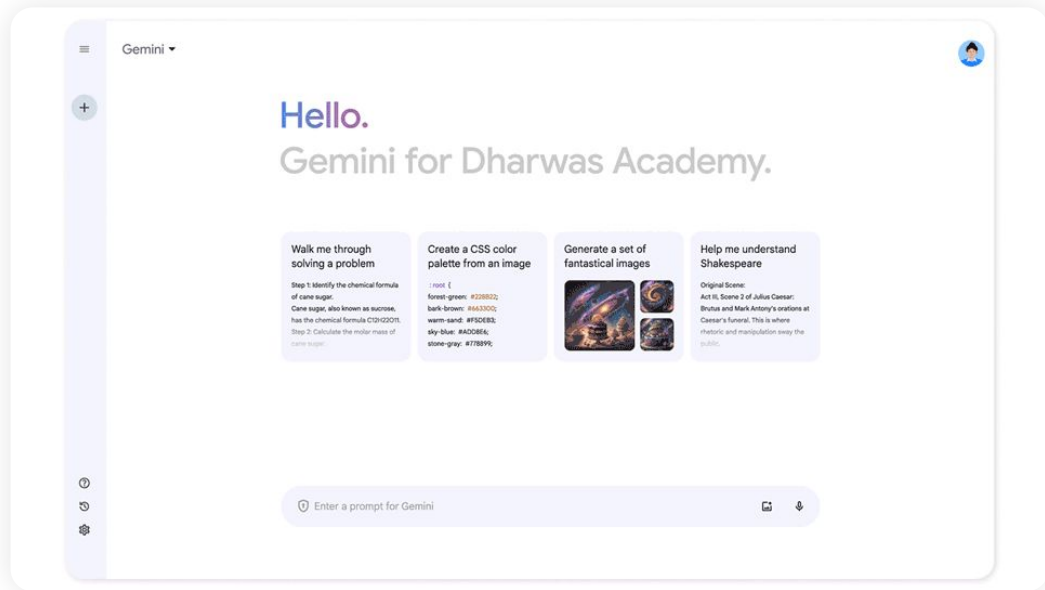 Gemini
Hello.
Gemini for Dharwas Academy.
Walk me through
solving a problem
Step 1: Identify the chemical formula
of cane sugar.
Cane sugar, also known as sucrose,
has the chemical formula C12H22O11.
Step 2: Calculate the molar mass of
cane sugar.
Create a CSS color
palette from an image
:root {
forest-green: #228B22;
bark-brown: #663300;
warm-sand: #F5DEB3;
sky-blue: #ADD8E6;
stone-gray: #778899;
Generate a set of
fantastical images
Help me understand
Shakespeare
Original Scene:
Act III, Scene 2 of Julius Caesar:
Brutus and Mark Antony's orations at
Caesar's funeral. This is where
rhetoric and manipulation sway the
public.
Enter a prompt for Gemini